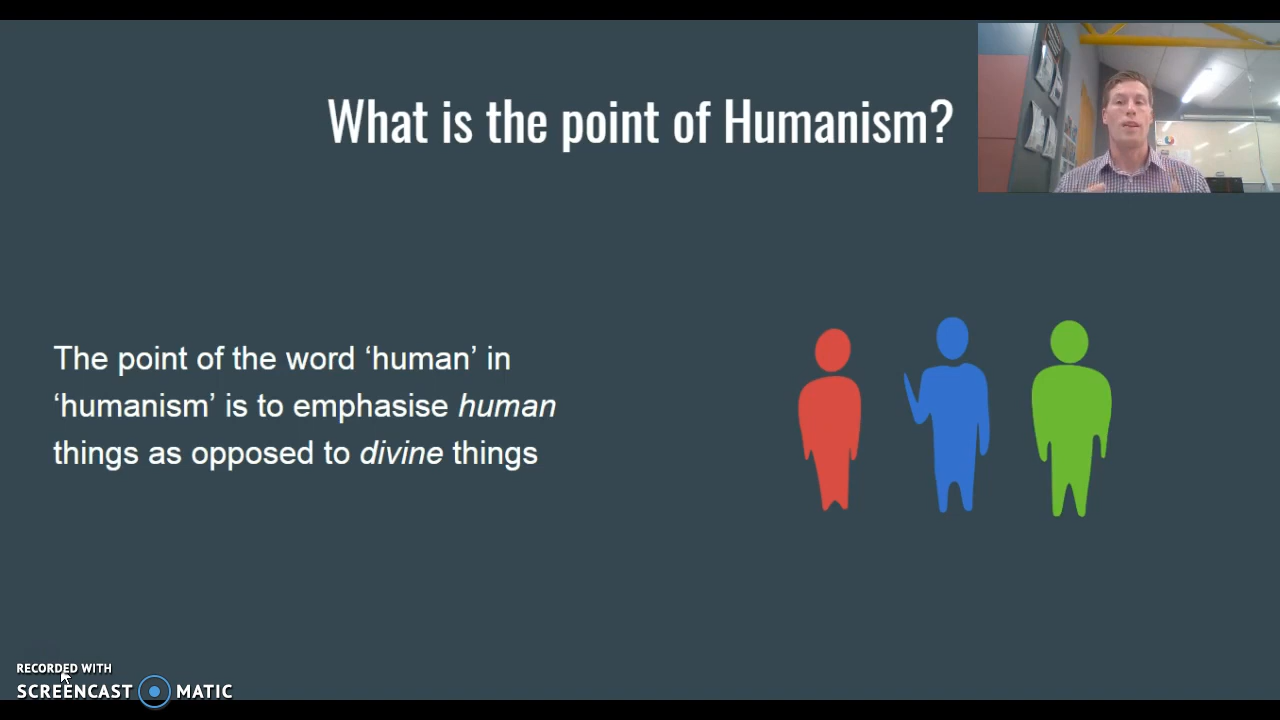 What is the point of Humanism?
The point of the word ‘human’ in
‘humanism’ is to emphasise human
things as opposed to divine things
RECORDED WITH
SCREENCAST MATIC